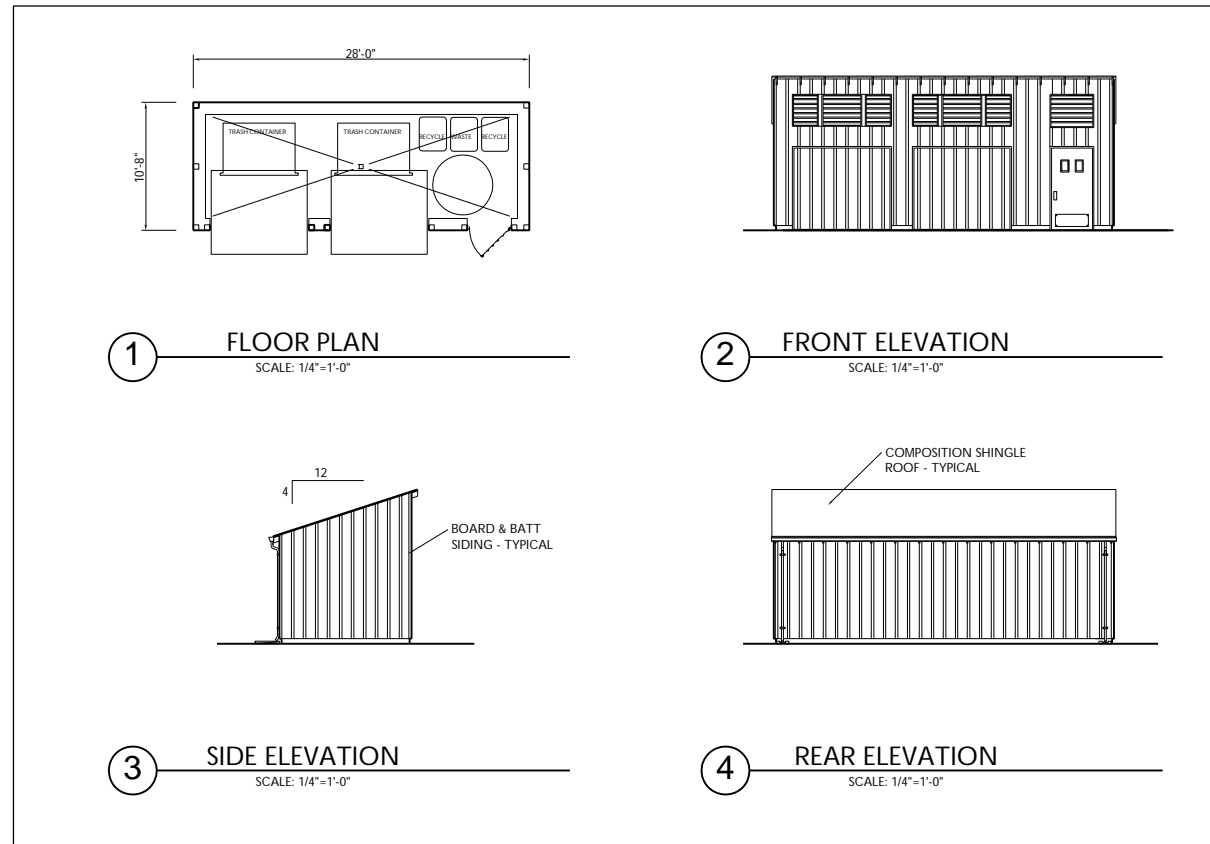 28'-0"
10'-8"
TRASH CONTAINER
TRASH CONTAINER
RECYCLE
WASTE
RECYCLE
1
FLOOR PLAN
SCALE: 1/4"=1'-0"
2
FRONT ELEVATION
SCALE: 1/4"=1'-0"
12
4
BOARD & BATT
SIDING - TYPICAL
COMPOSITION SHINGLE
ROOF - TYPICAL
3
SIDE ELEVATION
SCALE: 1/4"=1'-0"
4
REAR ELEVATION
SCALE: 1/4"=1'-0"